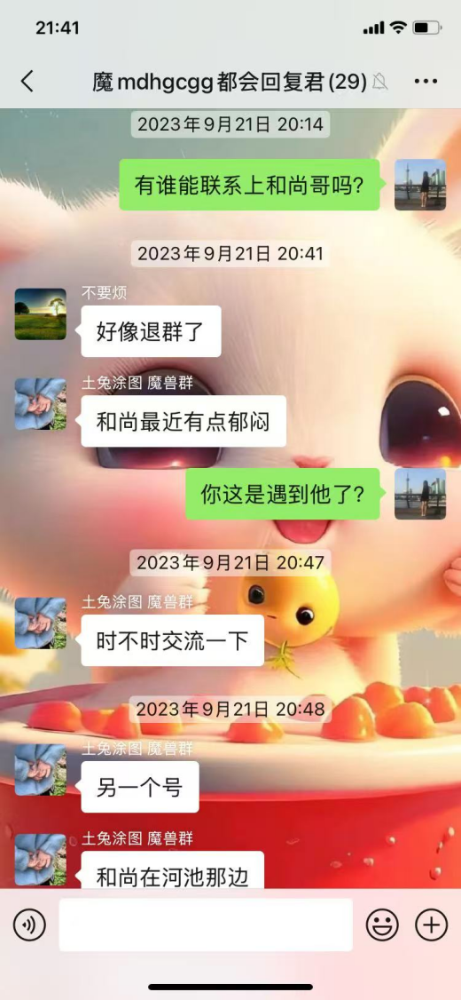 21:41
魔mdhgcgg都会回复君(29)
2023年9月21日 20:14
有谁能联系上和尚哥吗?
2023年9月21日 20:41
不要烦
好像退群了
土兔涂图 魔兽群
和尚最近有点郁闷
你这是遇到他了?
2023年9月21日 20:47
土兔涂图 魔兽群
时不时交流一下
2023年9月21日 20:48
土兔涂图 魔兽群
另一个号
土兔涂图 魔兽群
和尚在河池那边